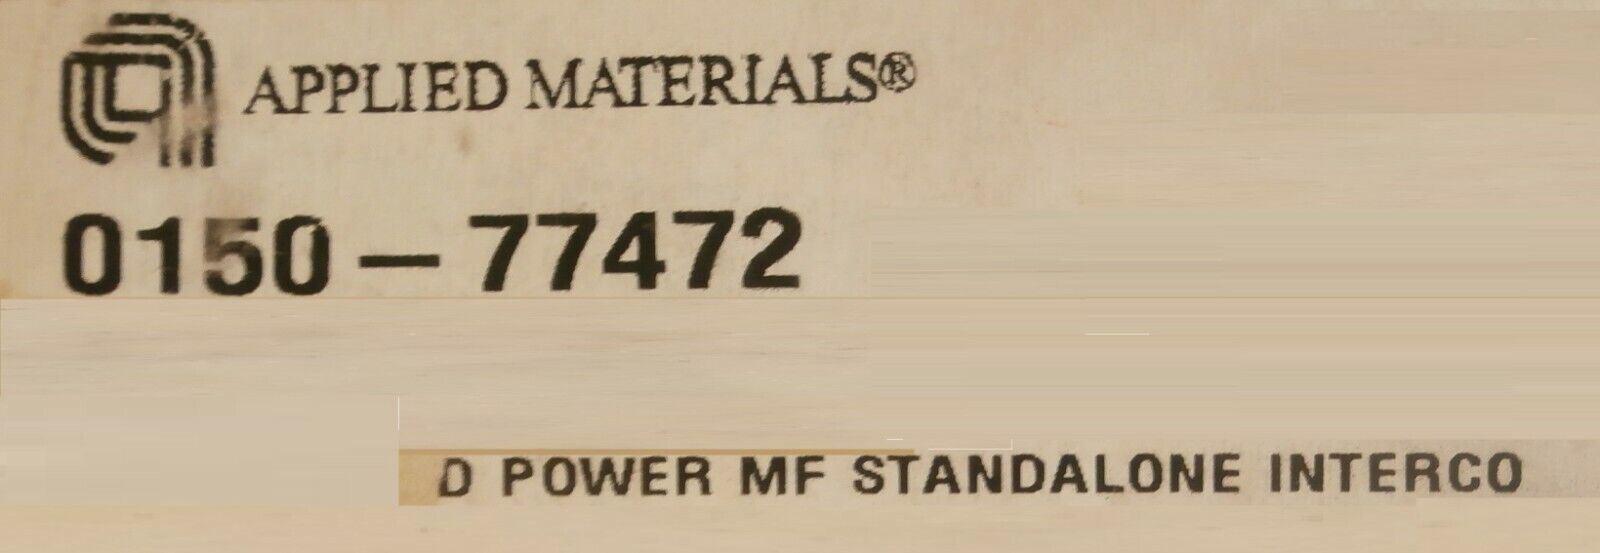 APPLIED MATERIALS®
0150-77472
D POWER MF STANDALONE INTERCO